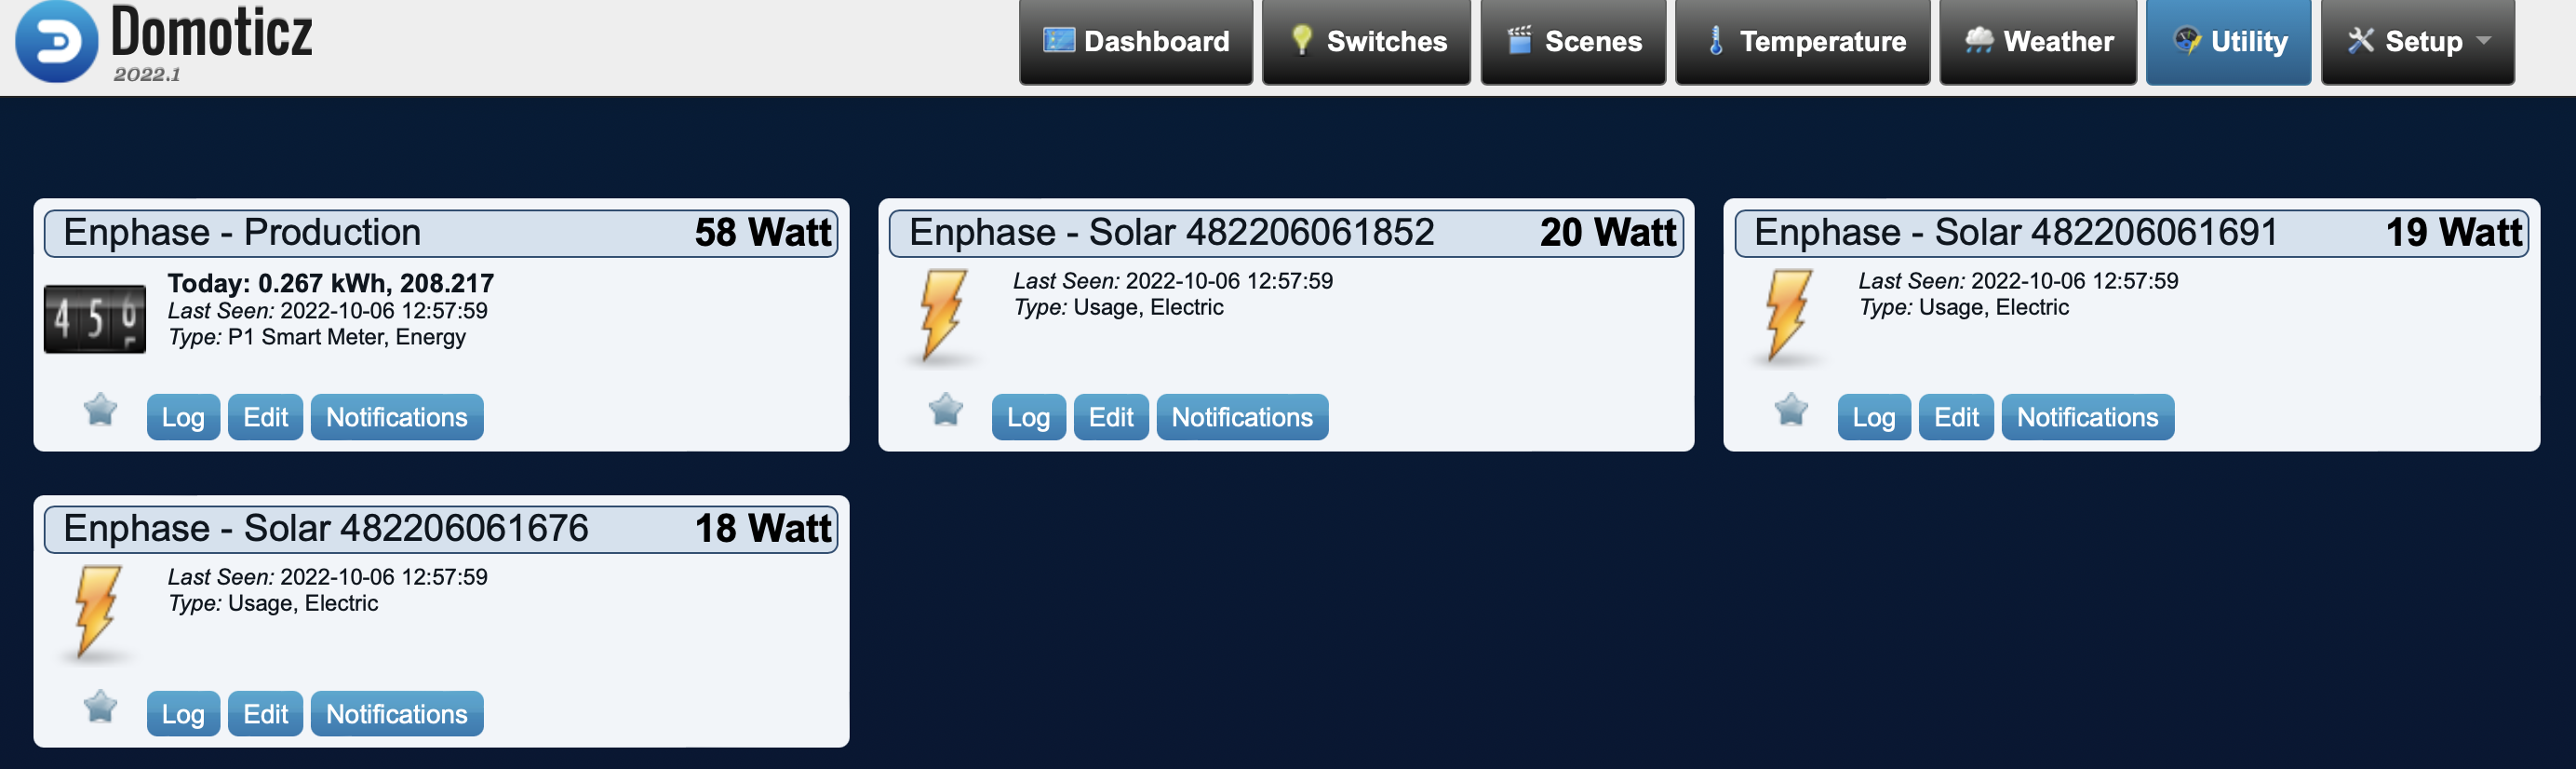 Domoticz
2022.1
Dashboard
Switches
Scenes
Temperature
Weather
Utility
Setup
Enphase - Production 58 Watt
Today: 0.267 kWh, 208.217
Last Seen: 2022-10-06 12:57:59
Type: P1 Smart Meter, Energy
Log Edit Notifications
Enphase - Solar 482206061852 20 Watt
Last Seen: 2022-10-06 12:57:59
Type: Usage, Electric
Log Edit Notifications
Enphase - Solar 482206061691 19 Watt
Last Seen: 2022-10-06 12:57:59
Type: Usage, Electric
Log Edit Notifications
Enphase - Solar 482206061676 18 Watt
Last Seen: 2022-10-06 12:57:59
Type: Usage, Electric
Log Edit Notifications